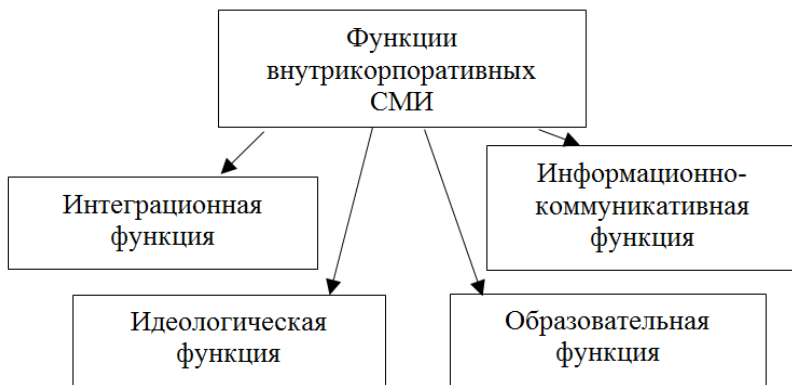 Функции
внутрикорпоративных
СМИ
Интеграционная
функция
Информационно-
коммуникативная
функция
Идеологическая
функция
Образовательная
функция